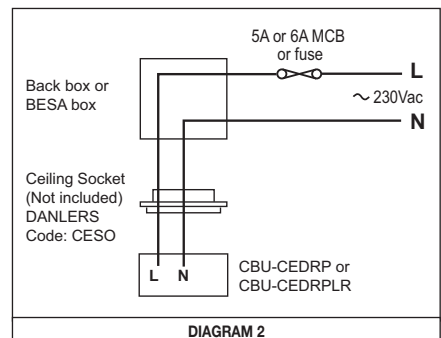 5A or 6A MCB
or fuse
L
~ 230Vac
N
Back box or
BESA box
Ceiling Socket
(Not included)
DANLERS
Code: CESO
L N
CBU-CEDRP or
CBU-CEDRPLR
DIAGRAM 2